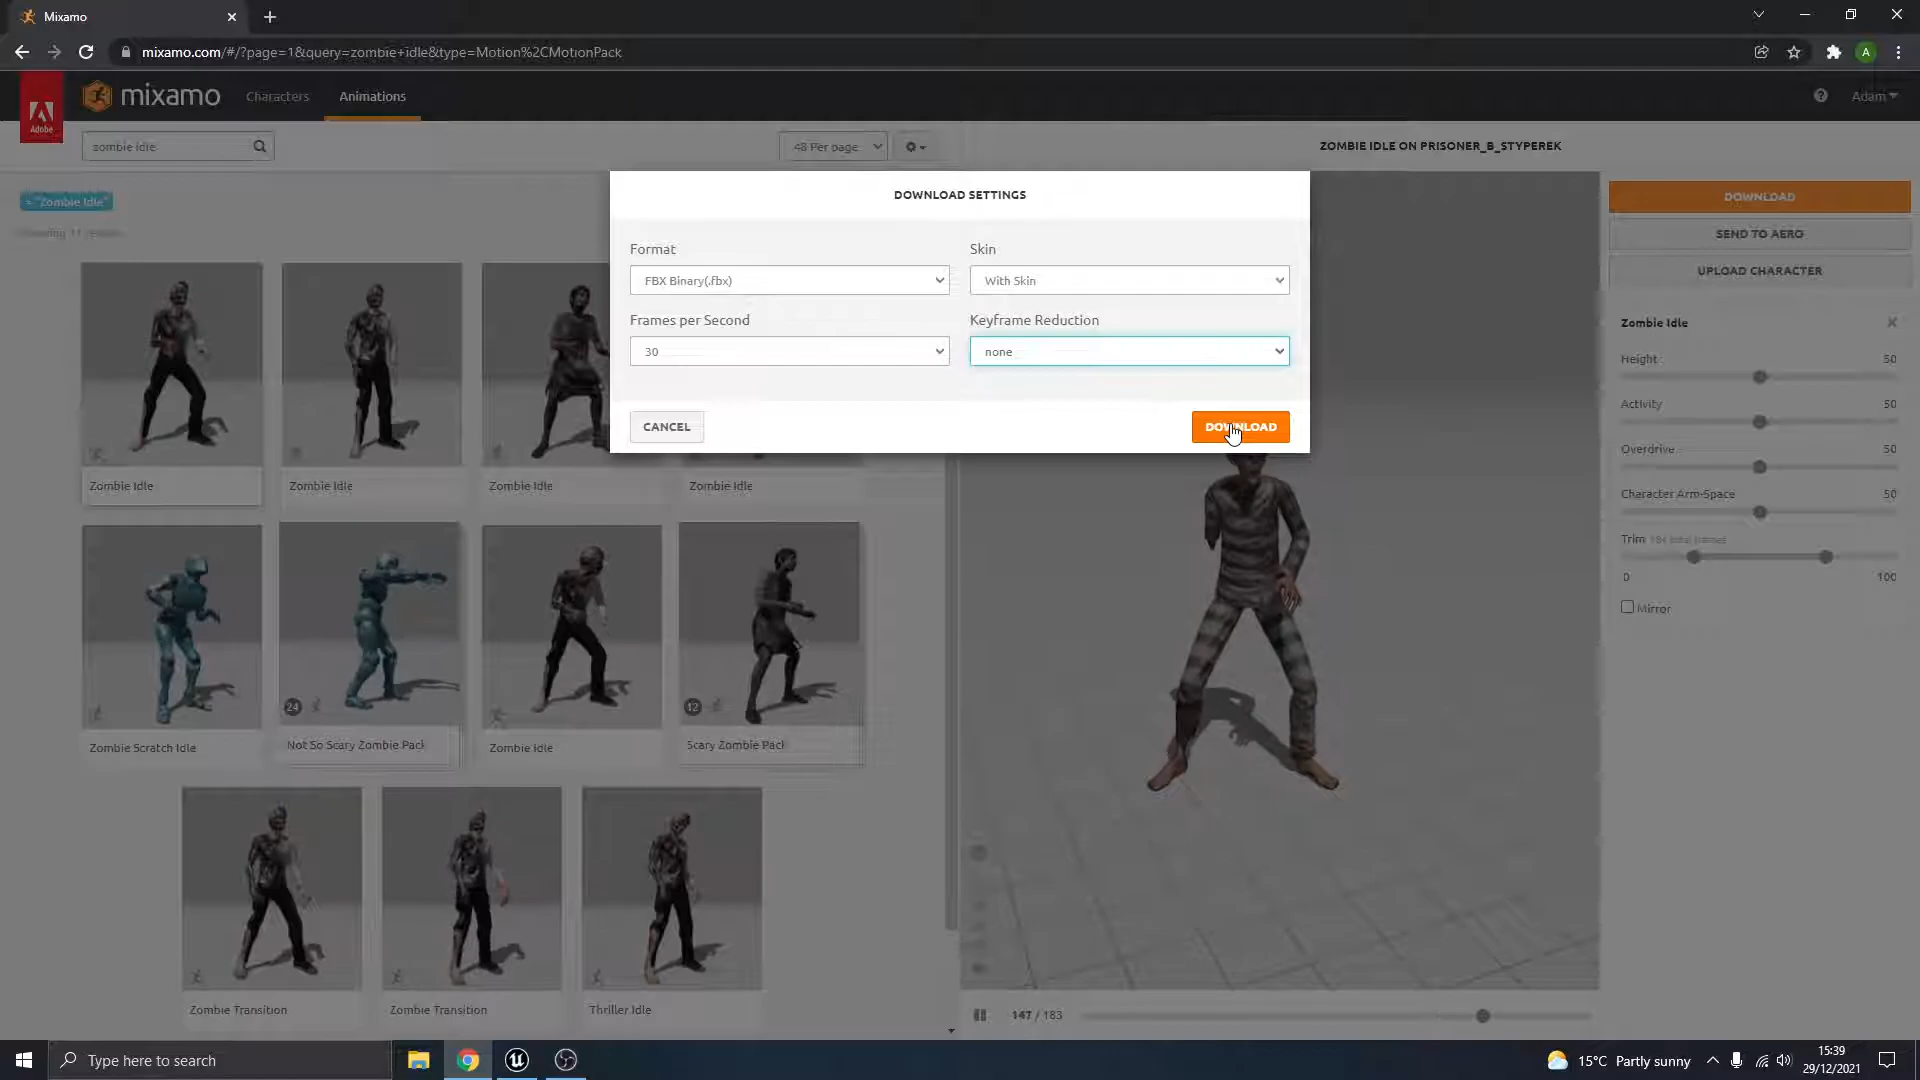 Mixamo
mixamo.com/#/?page=1&query=zombie+idle&type=Motion%2CMotionPack
A
Adobe
mixamo
Characters
Animations
Adam
zombie idle
48 Per page
ZOMBIE IDLE ON PRISONER_B_STYPEREK
"Zombie Idle"
DOWNLOAD SETTINGS
Format
Skin
FBX Binary(.fbx)
With Skin
Frames per Second
Keyframe Reduction
30
none
CANCEL
DOWNLOAD
DOWNLOAD
SEND TO AERO
UPLOAD CHARACTER
Zombie Idle
Height
50
Activity
50
Overdrive
50
Character Arm-Space
50
Trim
total frames
0
100
Mirror
Zombie Idle
Zombie Idle
Zombie Idle
Zombie Idle
24
12
Zombie Scratch Idle
Not So Scary Zombie Pack
Zombie Idle
Scary Zombie Pack
Zombie Transition
Zombie Transition
Thriller Idle
147 / 183
Type here to search
15°C Partly sunny
15:39
29/12/2021